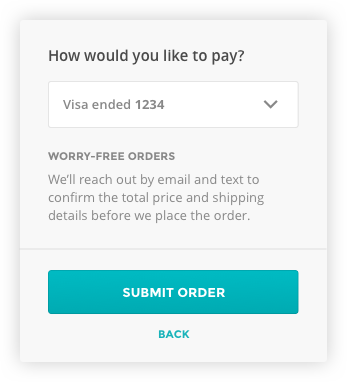 How would you like to pay?
Visa ended 1234
WORRY-FREE ORDERS
We'll reach out by email and text to
confirm the total price and shipping
details before we place the order.
SUBMIT ORDER
BACK